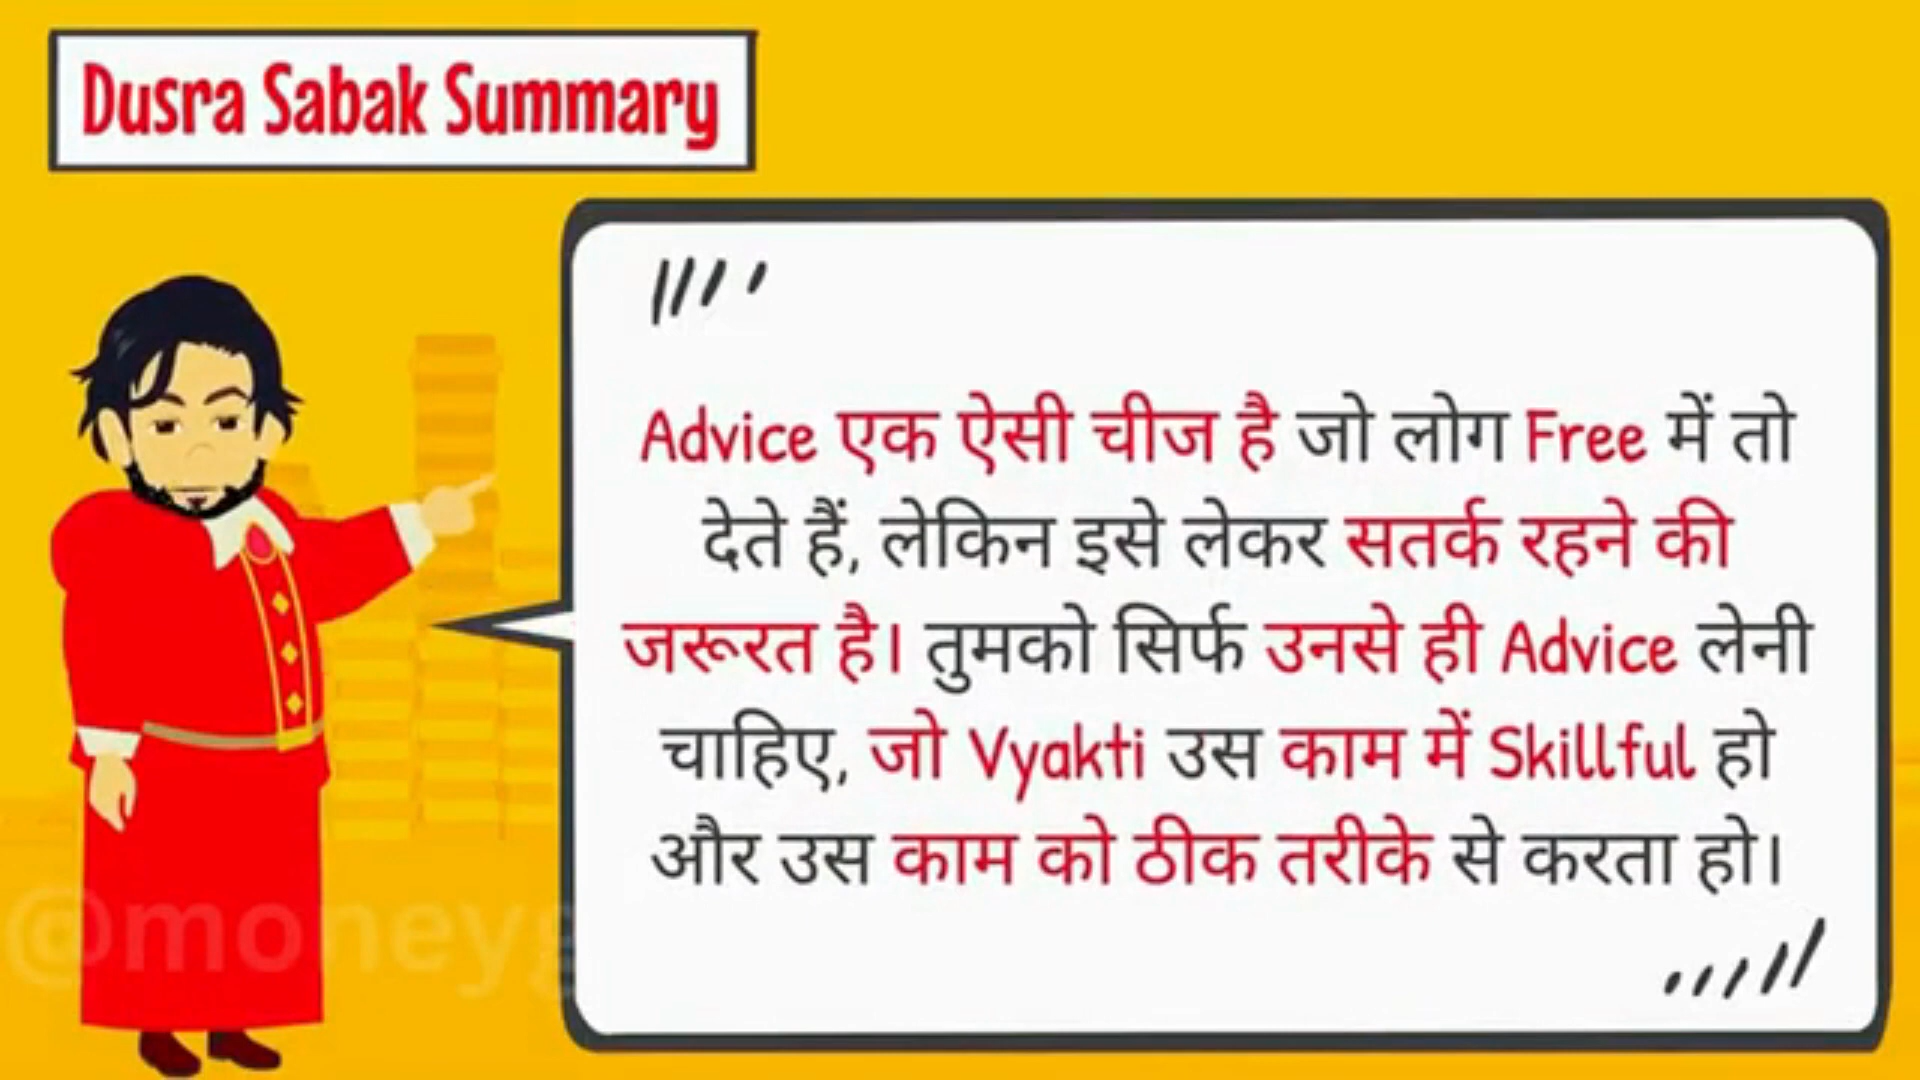 Dusra Sabak Summary
Advice एक ऐसी चीज है जो लोग Free में तो
देते हैं, लेकिन इसे लेकर सतर्क रहने की
जरूरत है। तुमको सिर्फ उनसे ही Advice लेनी
चाहिए, जो Vyakti उस काम में Skillful हो
और उस काम को ठीक तरीके से करता हो।